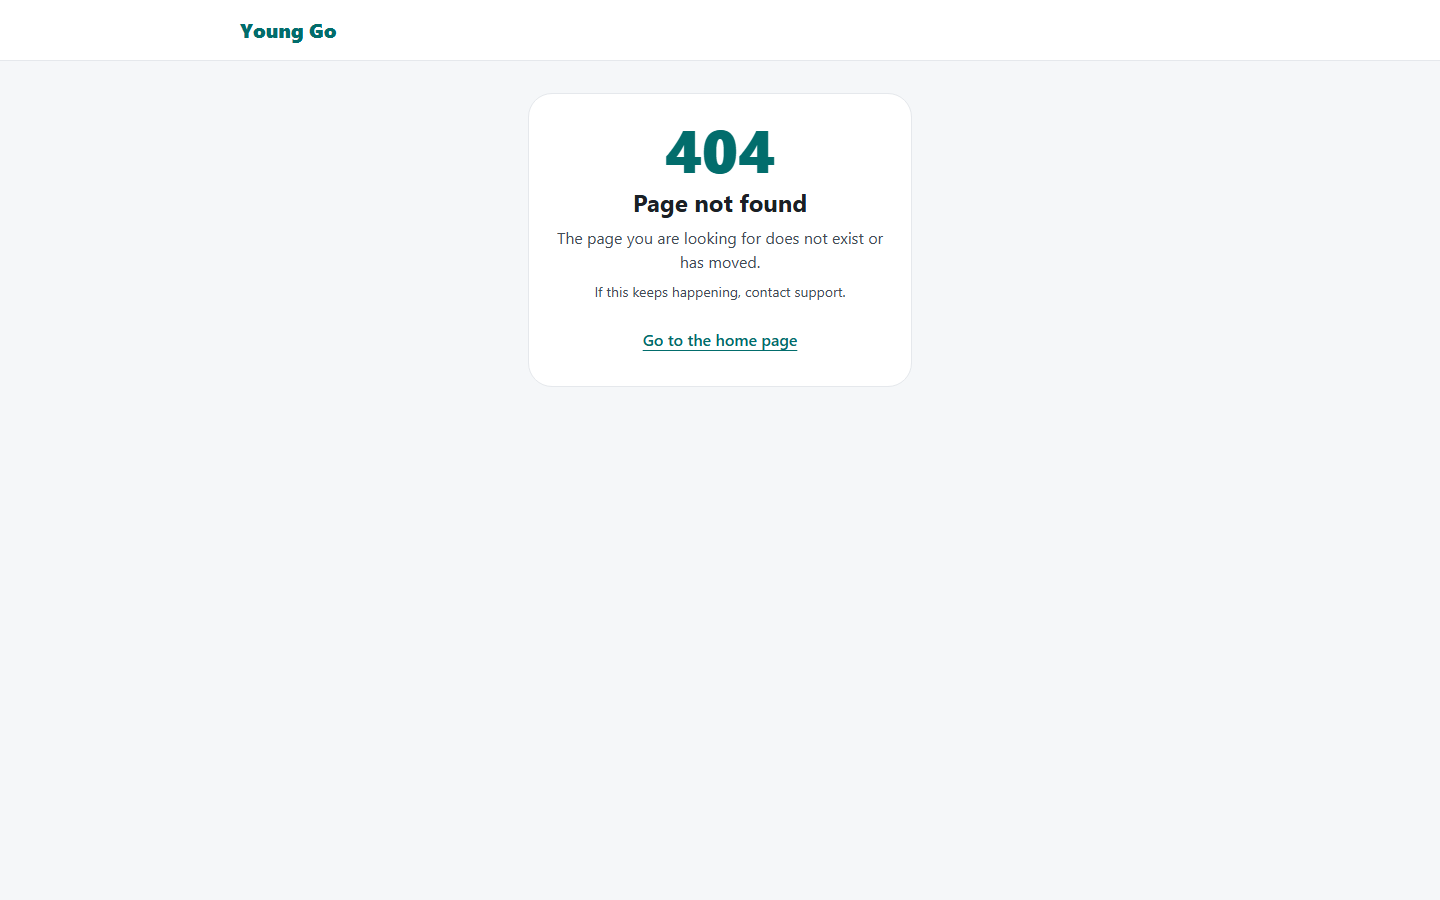 Young Go
404
Page not found
The page you are looking for does not exist or
has moved.
If this keeps happening, contact support.
Go to the home page